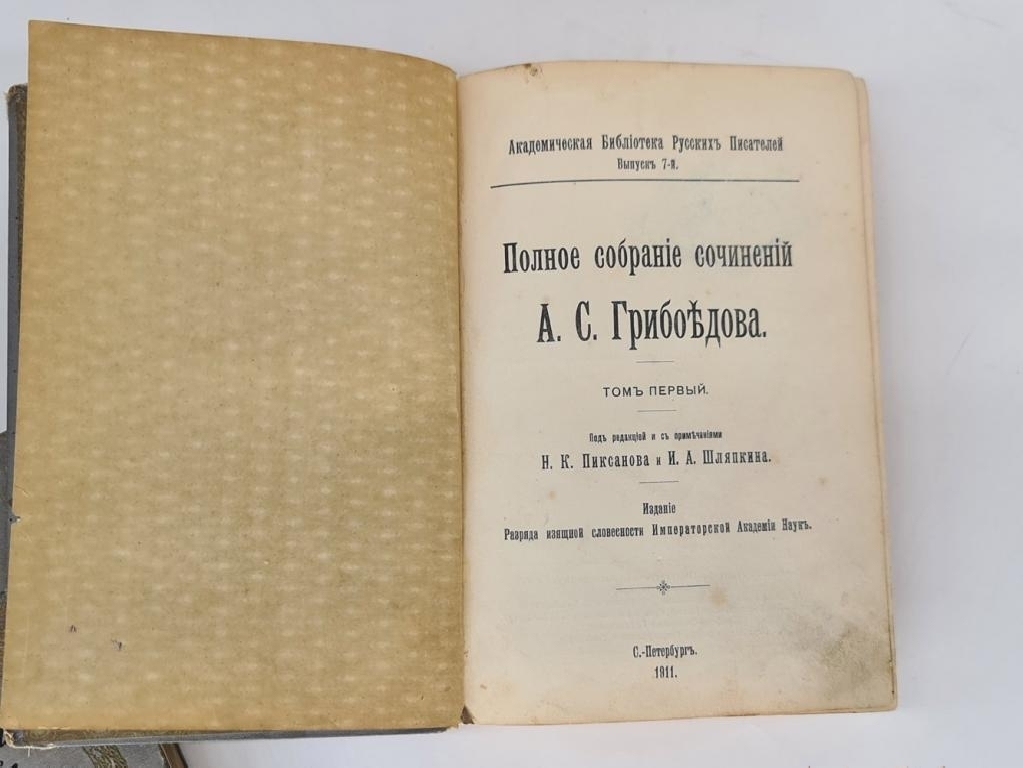 Академическая Библіотека Русскихъ Писателей
Выпускъ 7-й.
Полное собраніе сочиненій
А. С. Грибоѣдова.
ТОМЪ ПЕРВЫЙ.
Подъ редакціей и съ примѣчаніями
Н. К. Пиксанова и И. А. Шляпкина.
Изданіе
Разряда изящной словесности Императорской Академіи Наукъ.
С.-Петербургъ.
1911.